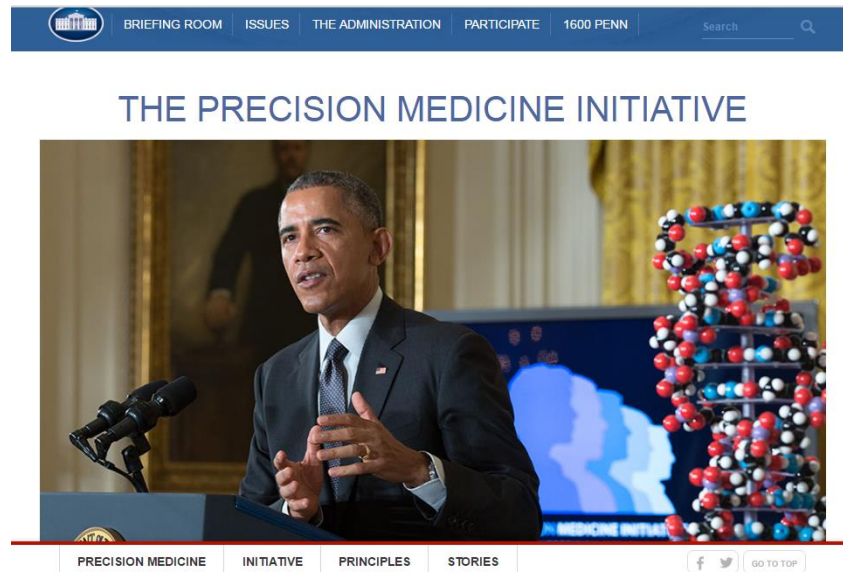 BRIEFING ROOM ISSUES THE ADMINISTRATION PARTICIPATE 1600 PENN Search
THE PRECISION MEDICINE INITIATIVE
MEDICINE INITIAT
PRECISION MEDICINE INITIATIVE PRINCIPLES STORIES GO TO TOP